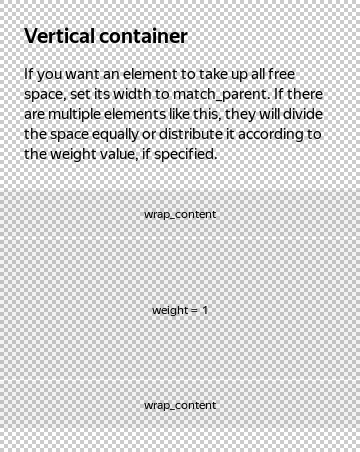 Vertical container
If you want an element to take up all free
space, set its width to match_parent. If there
are multiple elements like this, they will divide
the space equally or distribute it according to
the weight value, if specified.
wrap_content
weight = 1
wrap_content